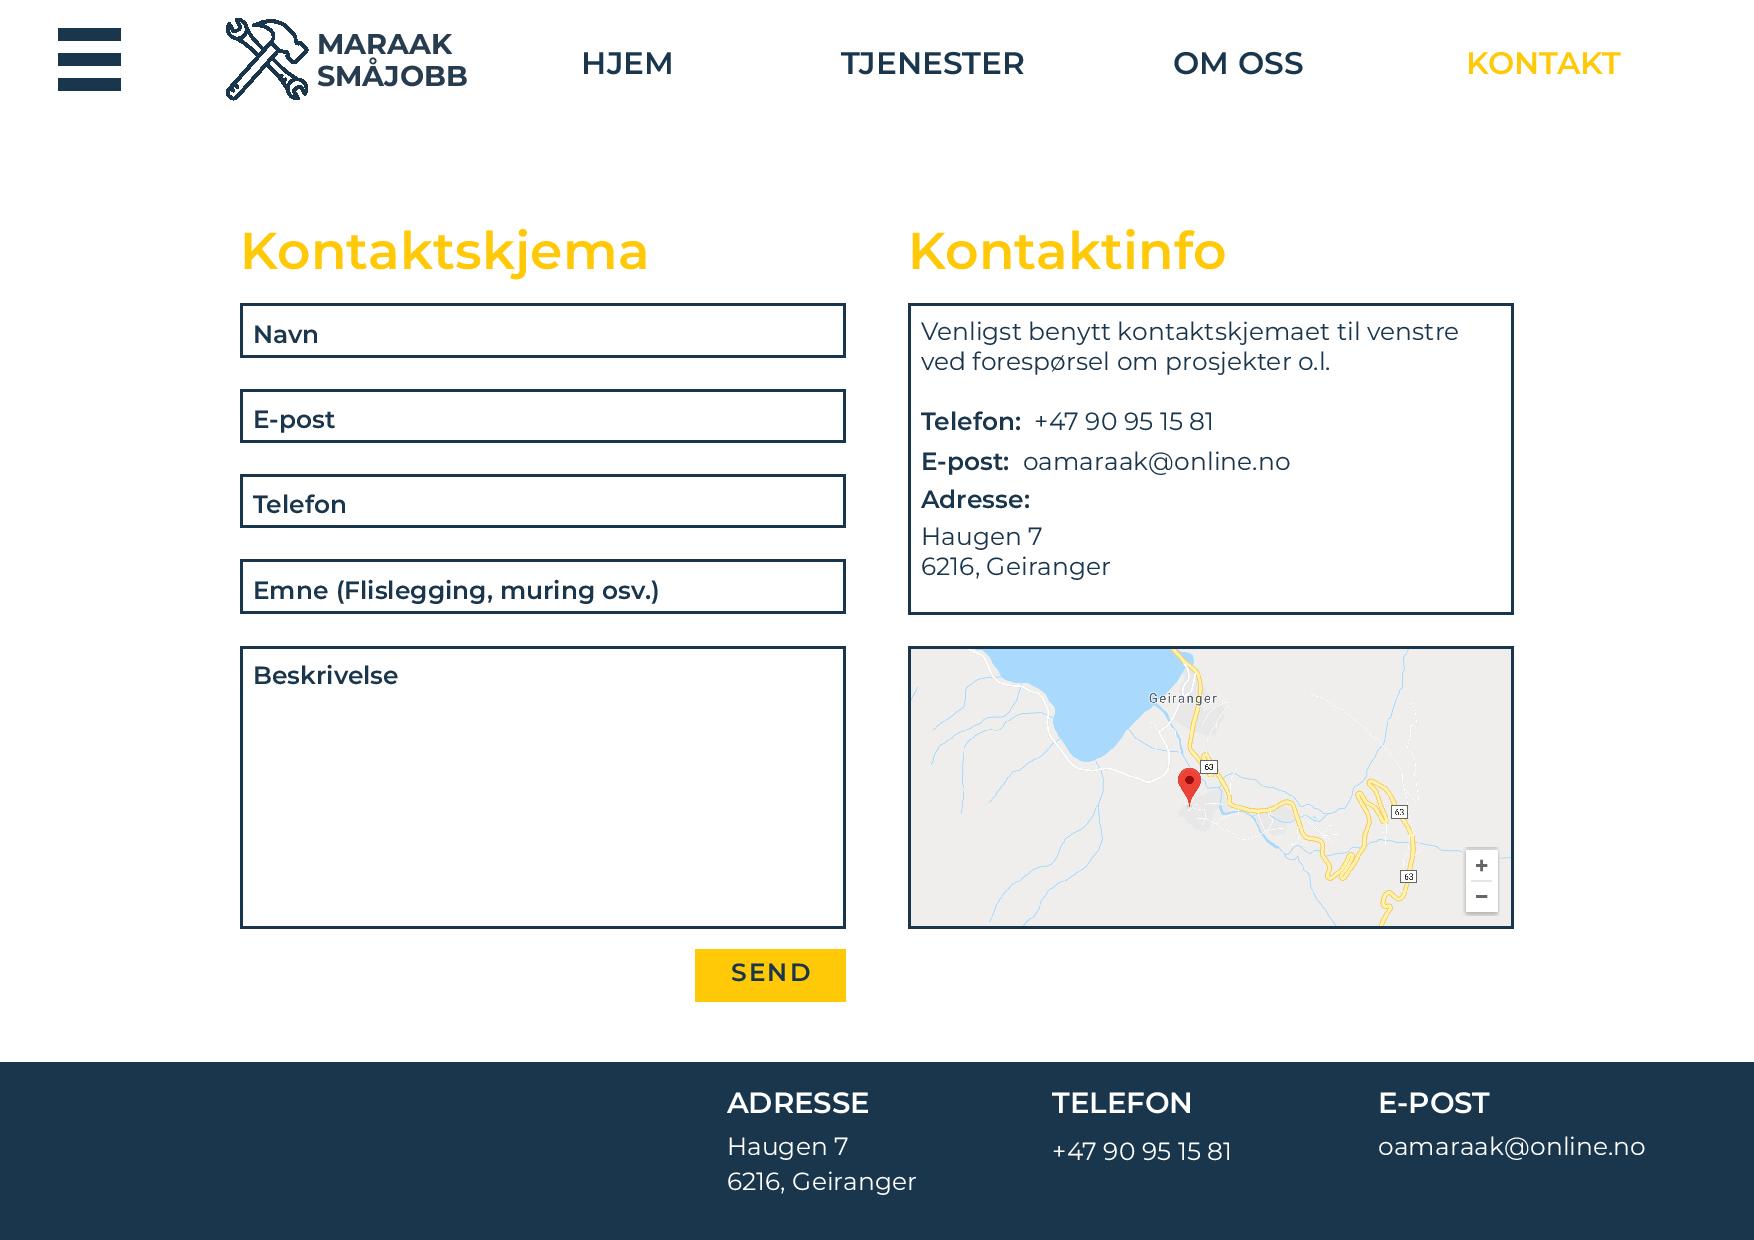 MARAAK
SMÅJOBB
HJEM
TJENESTER
OM OSS
KONTAKT
Kontaktskjema
Navn
E-post
Telefon
Emne (Flislegging, muring osv.)
Beskrivelse
SEND
Kontaktinfo
Venligst benytt kontaktskjemaet til venstre
ved forespørsel om prosjekter o.l.
Telefon: +47 90 95 15 81
E-post: oamaraak@online.no
Adresse:
Haugen 7
6216, Geiranger
Geiranger
63
63
63
+
−
ADRESSE
Haugen 7
6216, Geiranger
TELEFON
+47 90 95 15 81
E-POST
oamaraak@online.no